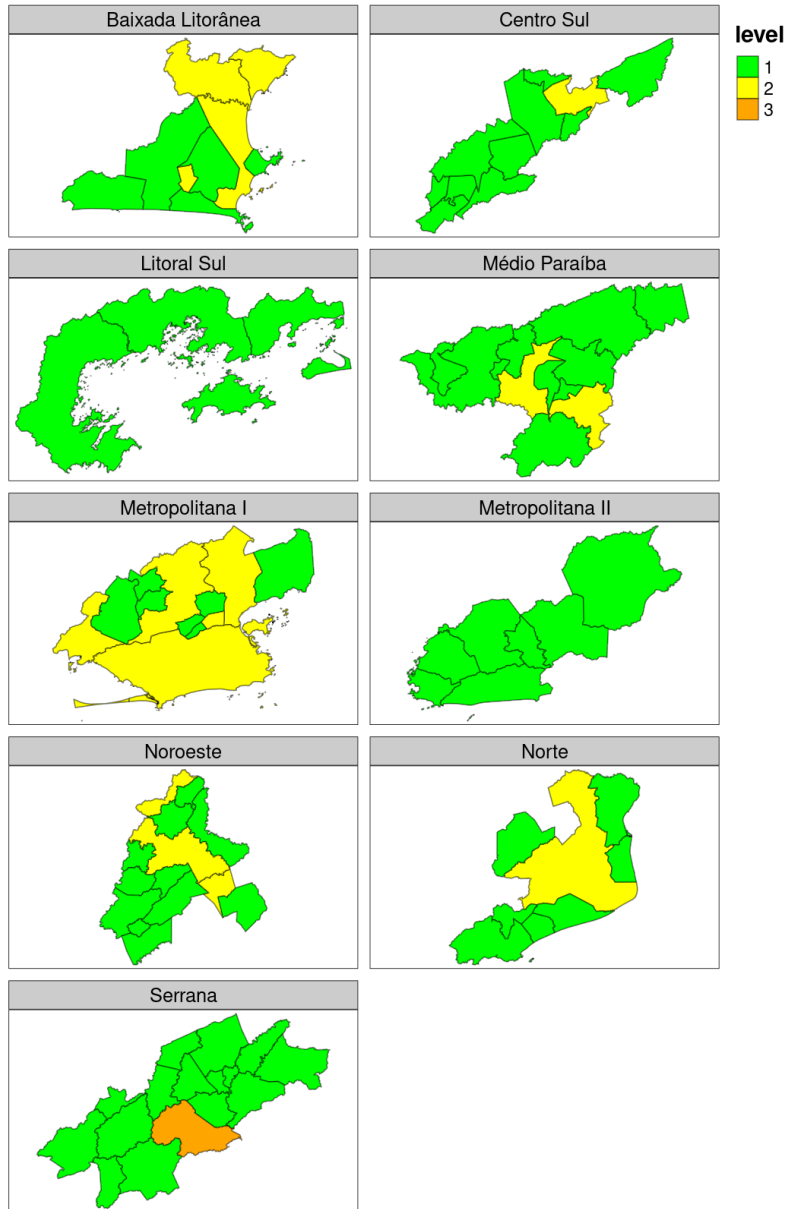 Baixada Litorânea
Centro Sul
level
1
2
3
Litoral Sul
Médio Paraíba
Metropolitana I
Metropolitana II
Noroeste
Norte
Serrana